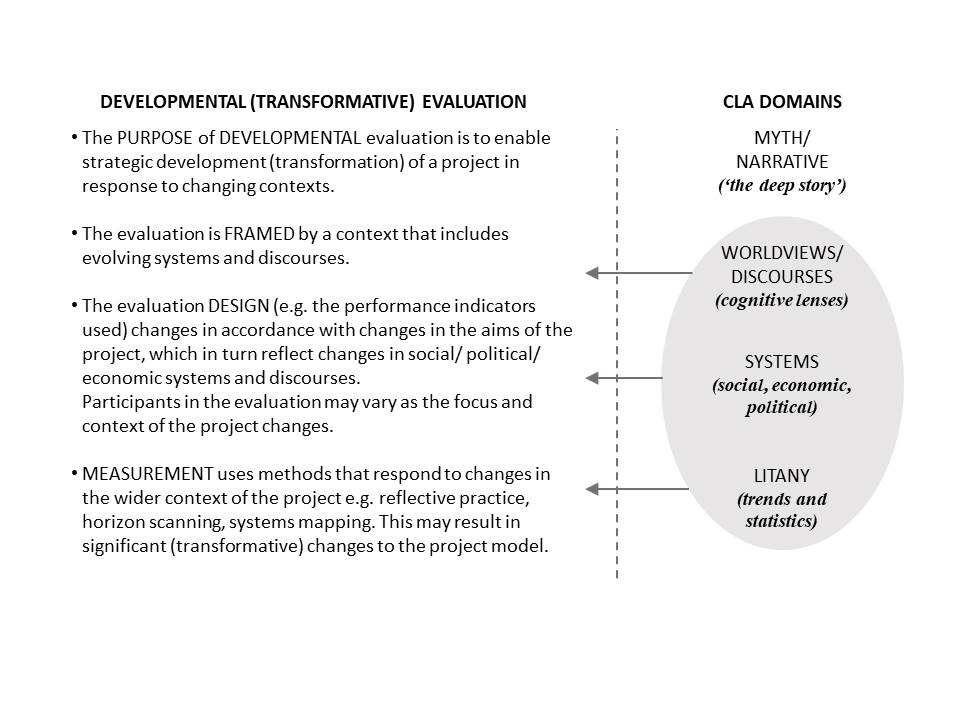 DEVELOPMENTAL (TRANSFORMATIVE) EVALUATION
• The PURPOSE of DEVELOPMENTAL evaluation is to enable
strategic development (transformation) of a project in
response to changing contexts.
• The evaluation is FRAMED by a context that includes
evolving systems and discourses.
• The evaluation DESIGN (e.g. the performance indicators
used) changes in accordance with changes in the aims of the
project, which in turn reflect changes in social/ political/
economic systems and discourses.
Participants in the evaluation may vary as the focus and
context of the project changes.
• MEASUREMENT uses methods that respond to changes in
the wider context of the project e.g. reflective practice,
horizon scanning, systems mapping. This may result in
significant (transformative) changes to the project model.
CLA DOMAINS
MYTH/
NARRATIVE
(‘the deep story’)
WORLDVIEWS/
DISCOURSES
(cognitive lenses)
SYSTEMS
(social, economic,
political)
LITANY
(trends and
statistics)